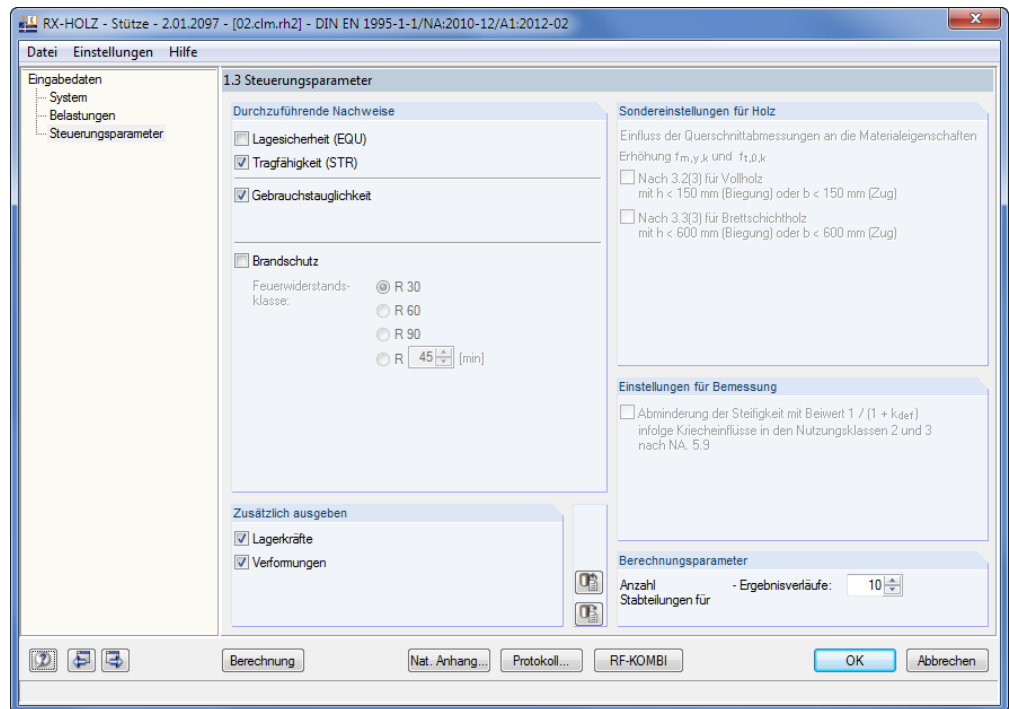 RX-HOLZ - Stütze - 2.01.2097 - [02.clm.rh2] - DIN EN 1995-1-1/NA:2010-12/A1:2012-02
Datei Einstellungen Hilfe
Eingabedaten
System
Belastungen
Steuerungsparameter
1.3 Steuerungsparameter
Durchzuführende Nachweise
Lagesicherheit (EQU)
Tragfähigkeit (STR)
Gebrauchstauglichkeit
Brandschutz
Feuerwiderstands-
klasse:
R 30
R 60
R 90
R 45 [min]
Zusätzlich ausgeben
Lagerkräfte
Verformungen
Sondereinstellungen für Holz
Einfluss der Querschnittabmessungen an die Materialeigenschaften
Erhöhung fm,y,k und ft,0,k
Nach 3.2(3) für Vollholz
mit h < 150 mm (Biegung) oder b < 150 mm (Zug)
Nach 3.3(3) für Brettschichtholz
mit h < 600 mm (Biegung) oder b < 600 mm (Zug)
Einstellungen für Bemessung
Abminderung der Steifigkeit mit Beiwert 1 / (1 + kdef)
infolge Kriecheinflüsse in den Nutzungsklassen 2 und 3
nach NA. 5.9
Berechnungsparameter
Anzahl - Ergebnisverläufe: 10
Stabteilungen für
Berechnung Nat. Anhang... Protokoll... RF-KOMBI OK Abbrechen